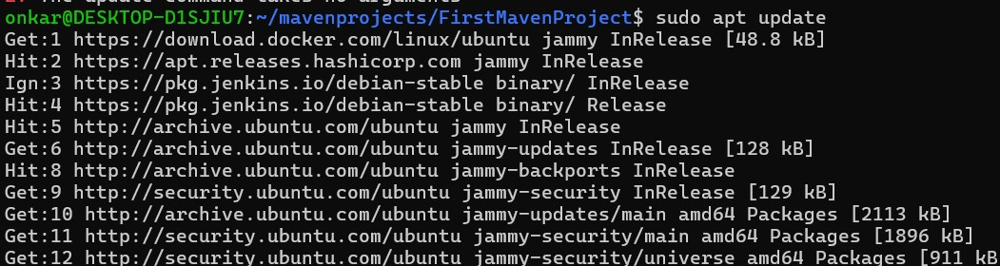 E: The update command takes no arguments
onkar@DESKTOP-D1SJIU7:~/mavenprojects/FirstMavenProject$ sudo apt update
Get:1 https://download.docker.com/linux/ubuntu jammy InRelease [48.8 kB]
Hit:2 https://apt.releases.hashicorp.com jammy InRelease
Ign:3 https://pkg.jenkins.io/debian-stable binary/ InRelease
Hit:4 https://pkg.jenkins.io/debian-stable binary/ Release
Hit:5 http://archive.ubuntu.com/ubuntu jammy InRelease
Get:6 http://archive.ubuntu.com/ubuntu jammy-updates InRelease [128 kB]
Hit:8 http://archive.ubuntu.com/ubuntu jammy-backports InRelease
Get:9 http://security.ubuntu.com/ubuntu jammy-security InRelease [129 kB]
Get:10 http://archive.ubuntu.com/ubuntu jammy-updates/main amd64 Packages [2113 kB]
Get:11 http://security.ubuntu.com/ubuntu jammy-security/main amd64 Packages [1896 kB]
Get:12 http://security.ubuntu.com/ubuntu jammy-security/universe amd64 Packages [911 kB